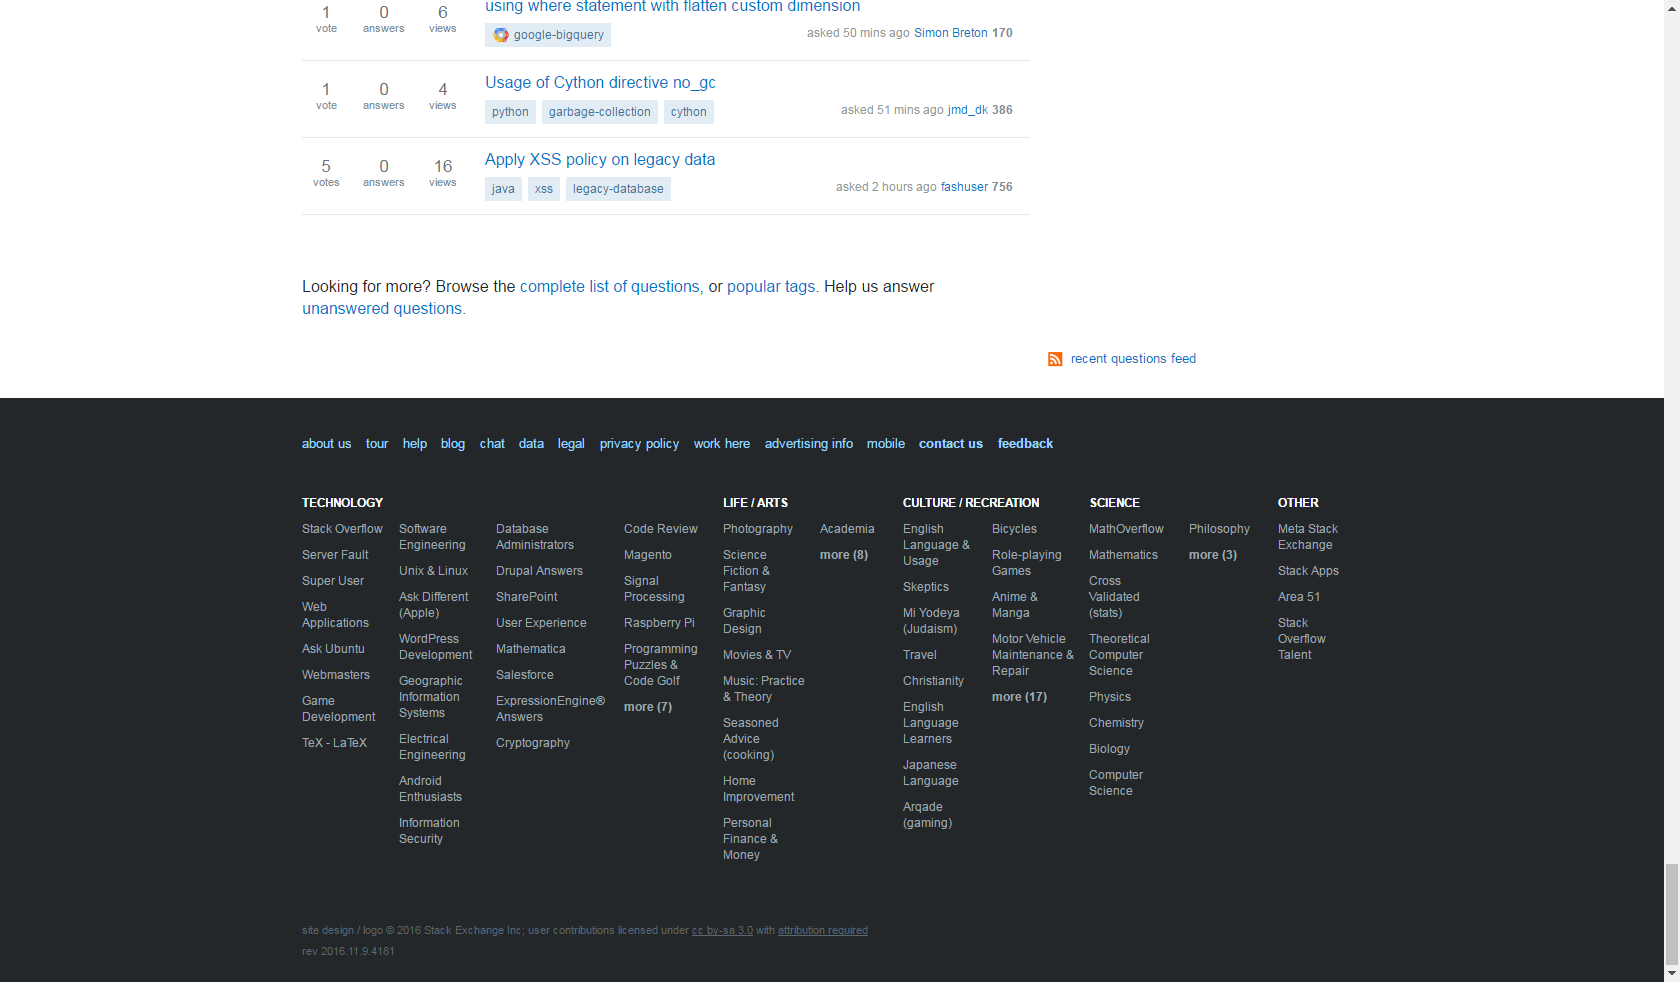 using where statement with flatten custom dimension
1 0 6
vote answers views
google-bigquery
asked 50 mins ago Simon Breton 170
Usage of Cython directive no_gc
1 0 4
vote answers views
python garbage-collection cython
asked 51 mins ago jmd_dk 386
Apply XSS policy on legacy data
5 0 16
votes answers views
java xss legacy-database
asked 2 hours ago fashuser 756
Looking for more? Browse the complete list of questions, or popular tags. Help us answer
unanswered questions.
recent questions feed
about us tour help blog chat data legal privacy policy work here advertising info mobile contact us feedback
TECHNOLOGY
Stack Overflow
Server Fault
Super User
Web
Applications
Ask Ubuntu
Webmasters
Game
Development
TeX - LaTeX
Software
Engineering
Unix & Linux
Ask Different
(Apple)
WordPress
Development
Geographic
Information
Systems
Electrical
Engineering
Android
Enthusiasts
Information
Security
Database
Administrators
Drupal Answers
SharePoint
User Experience
Mathematica
Salesforce
ExpressionEngine®
Answers
Cryptography
Code Review
Magento
Signal
Processing
Raspberry Pi
Programming
Puzzles &
Code Golf
more (7)
LIFE / ARTS
Photography
Science
Fiction &
Fantasy
Graphic
Design
Movies & TV
Music: Practice
& Theory
Seasoned
Advice
(cooking)
Home
Improvement
Personal
Finance &
Money
Academia
more (8)
CULTURE / RECREATION
English
Language &
Usage
Skeptics
Mi Yodeya
(Judaism)
Travel
Christianity
English
Language
Learners
Japanese
Language
Arqade
(gaming)
Bicycles
Role-playing
Games
Anime &
Manga
Motor Vehicle
Maintenance &
Repair
more (17)
SCIENCE
MathOverflow
Mathematics
Cross
Validated
(stats)
Theoretical
Computer
Science
Physics
Chemistry
Biology
Computer
Science
Philosophy
more (3)
OTHER
Meta Stack
Exchange
Stack Apps
Area 51
Stack
Overflow
Talent
site design / logo © 2016 Stack Exchange Inc; user contributions licensed under cc by-sa 3.0 with attribution required
rev 2016.11.9.4181